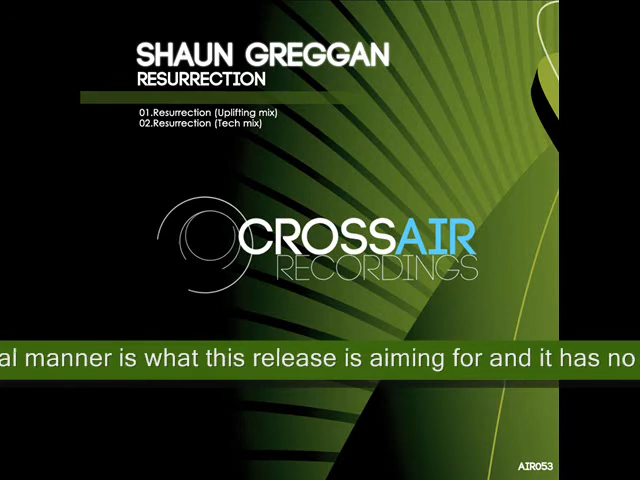 SHAUN GREGGAN
RESURRECTION
01.Resurrection (Uplifting mix)
02.Resurrection (Tech mix)
CROSSAIR
RECORDINGS
al manner is what this release is aiming for and it has no
AIR053